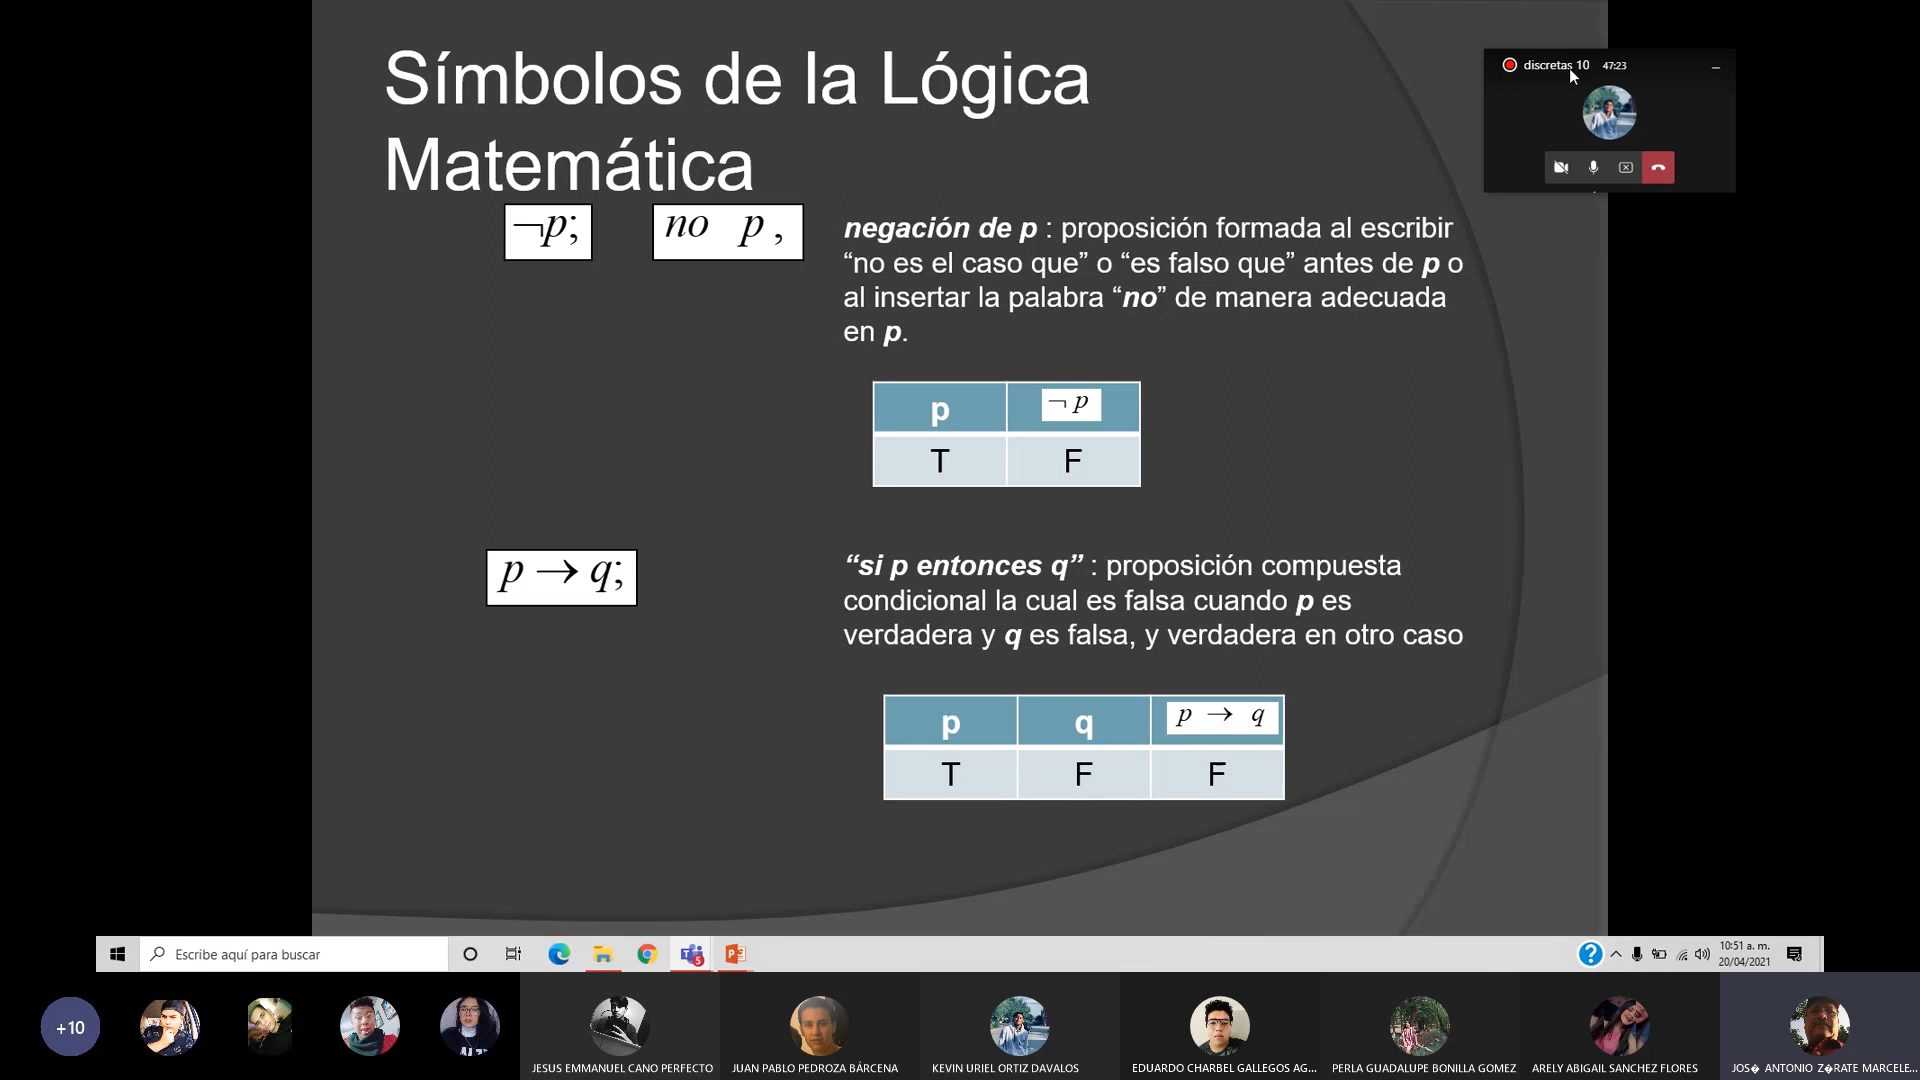 Símbolos de la Lógica
Matemática
discretas 10 47:23
¬p; no p ,
negación de p : proposición formada al escribir
“no es el caso que” o “es falso que” antes de p o
al insertar la palabra “no” de manera adecuada
en p.
p ¬ p
T F
p → q;
“si p entonces q” : proposición compuesta
condicional la cual es falsa cuando p es
verdadera y q es falsa, y verdadera en otro caso
p q p → q
T F F
Escribe aquí para buscar
10:51 a. m.
20/04/2021
+10
JESUS EMMANUEL CANO PERFECTO
JUAN PABLO PEDROZA BÁRCENA
KEVIN URIEL ORTIZ DAVALOS
EDUARDO CHARBEL GALLEGOS AG...
PERLA GUADALUPE BONILLA GOMEZ
ARELY ABIGAIL SANCHEZ FLORES
JOS� ANTONIO Z�RATE MARCELE...